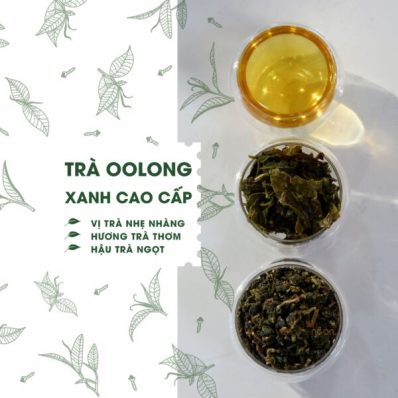 TRÀ OOLONG
XANH CAO CẤP
VỊ TRÀ NHẸ NHÀNG
HƯƠNG TRÀ THƠM
HẬU TRÀ NGỌT